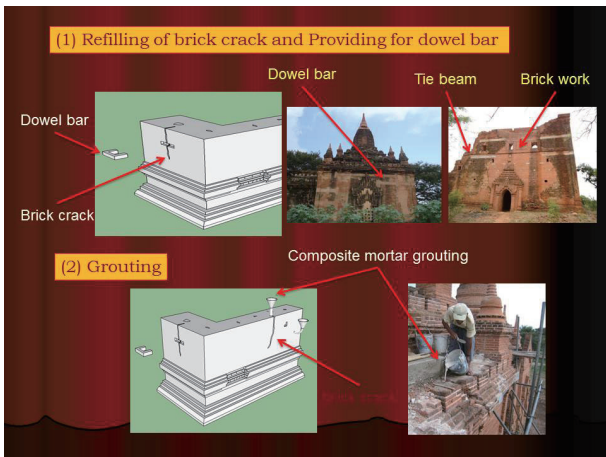 (1) Refilling of brick crack and Providing for dowel bar
Dowel bar
Tie beam
Brick work
Dowel bar
Brick crack
(2) Grouting
Composite mortar grouting